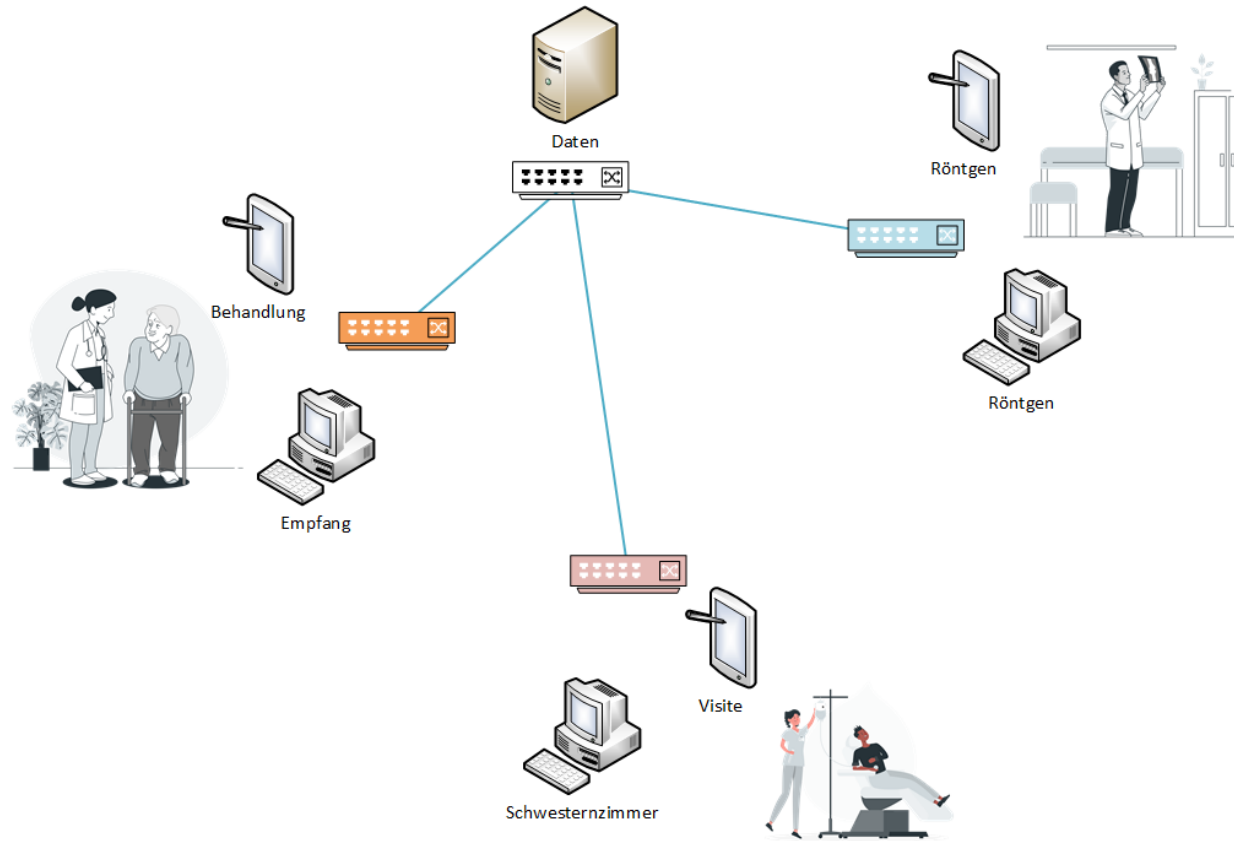 Daten
Röntgen
Behandlung
Röntgen
Empfang
Visite
Schwesternzimmer